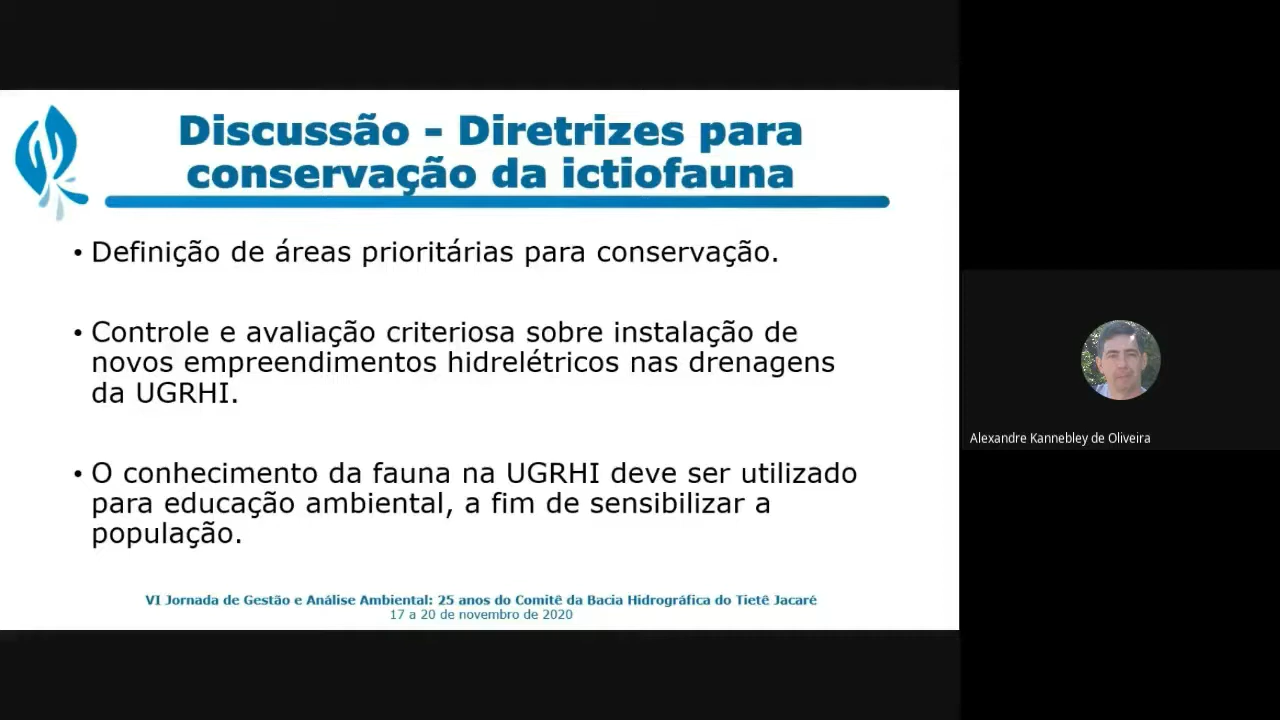 Discussão - Diretrizes para
conservação da ictiofauna
• Definição de áreas prioritárias para conservação.
• Controle e avaliação criteriosa sobre instalação de
novos empreendimentos hidrelétricos nas drenagens
da UGRHI.
• O conhecimento da fauna na UGRHI deve ser utilizado
para educação ambiental, a fim de sensibilizar a
população.
VI Jornada de Gestão e Análise Ambiental: 25 anos do Comitê da Bacia Hidrográfica do Tietê Jacaré
17 a 20 de novembro de 2020
Alexandre Kannebley de Oliveira